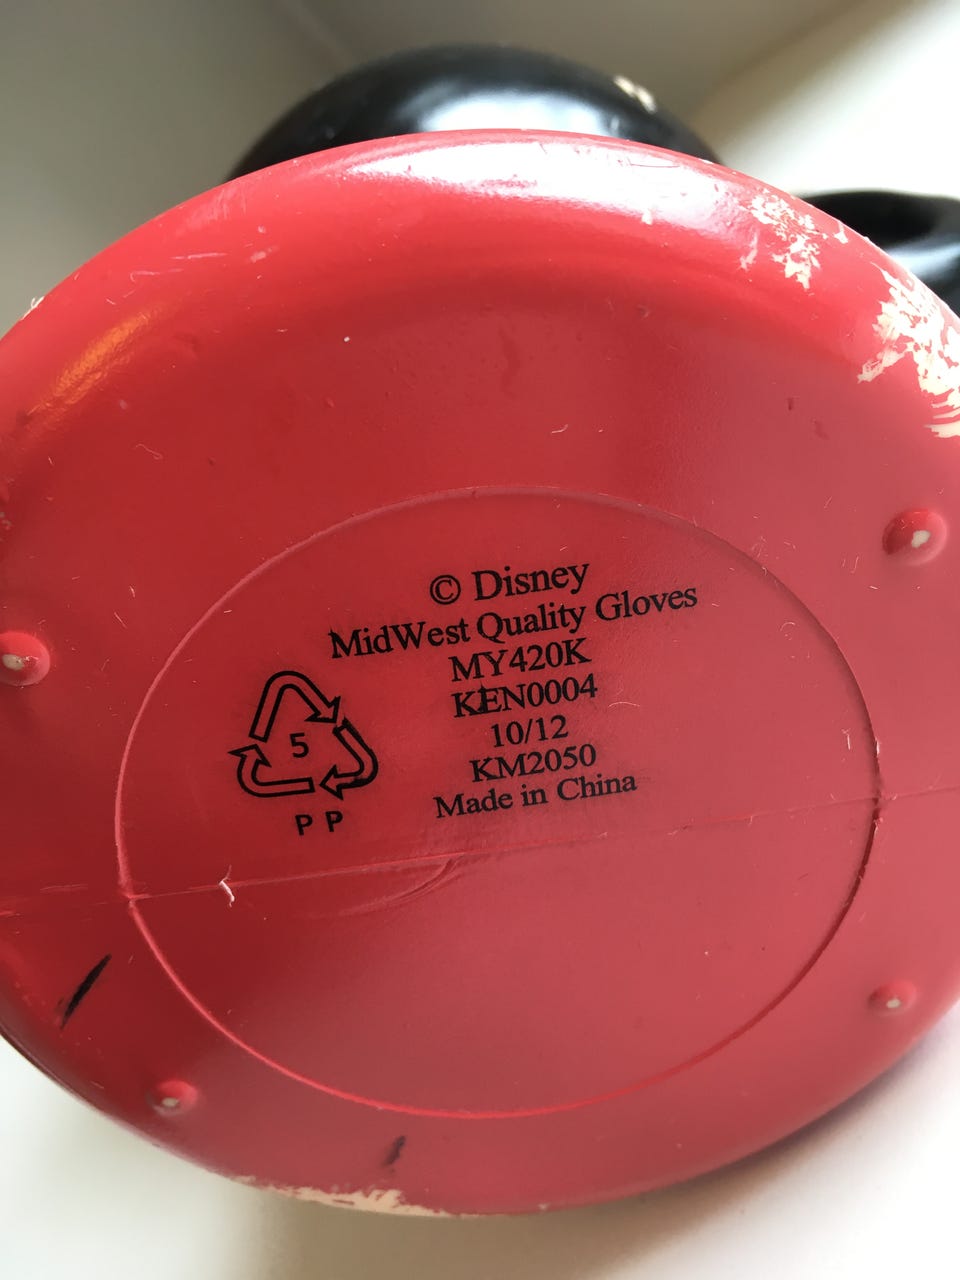 © Disney
MidWest Quality Gloves
MY420K
KEN0004
10/12
KM2050
Made in China
5
PP